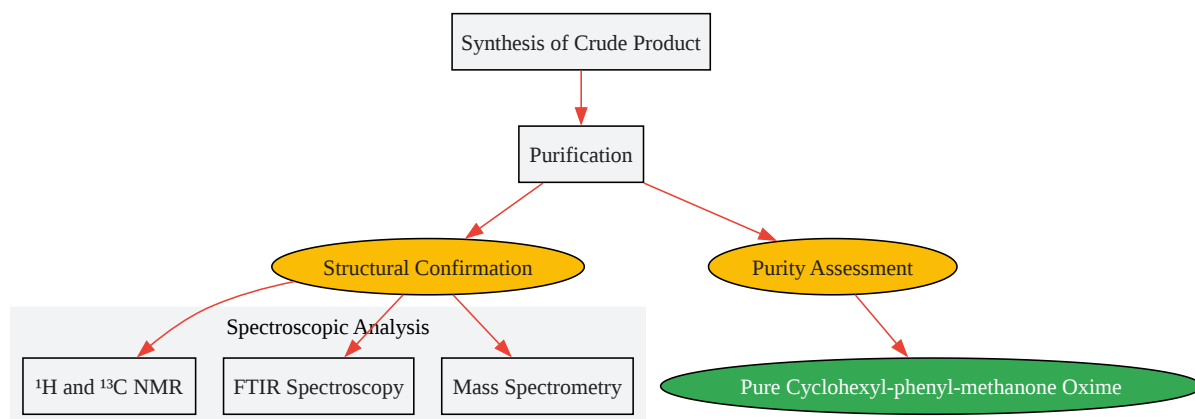 Synthesis of Crude Product
Purification
Structural Confirmation
Purity Assessment
Spectroscopic Analysis
¹H and ¹³C NMR
FTIR Spectroscopy
Mass Spectrometry
Pure Cyclohexyl-phenyl-methanone Oxime